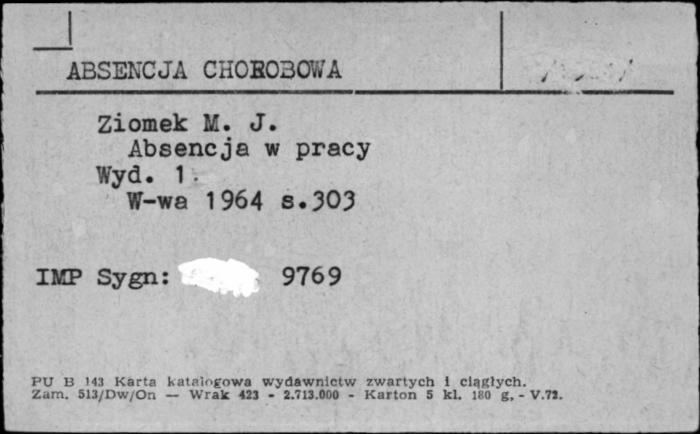 ABSENCJA CHOROBOWA
Ziomek M. J.
Absencja w pracy
Wyd. 1.
W-wa 1964 s.303
IMP Sygn: 9769
PU B 143 Karta katalogowa wydawnictw zwartych i ciągłych.
Zam. 513/Dw/On — Wrak 423 - 2.713.000 - Karton 5 kl. 180 g, - V.72.